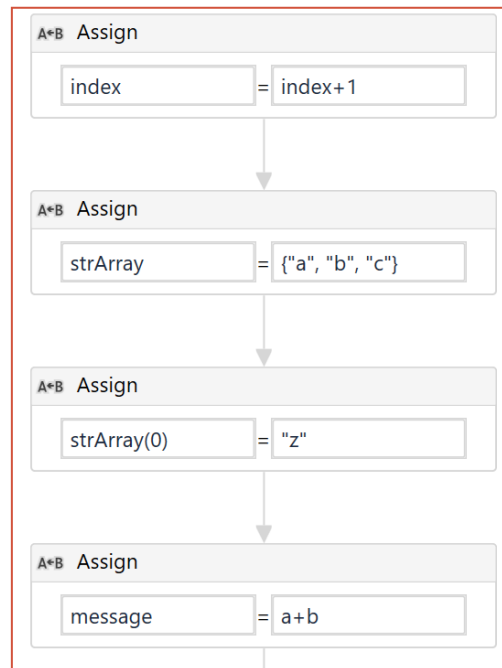 A←B Assign
index = index+1
A←B Assign
strArray = {"a", "b", "c"}
A←B Assign
strArray(0) = "z"
A←B Assign
message = a+b